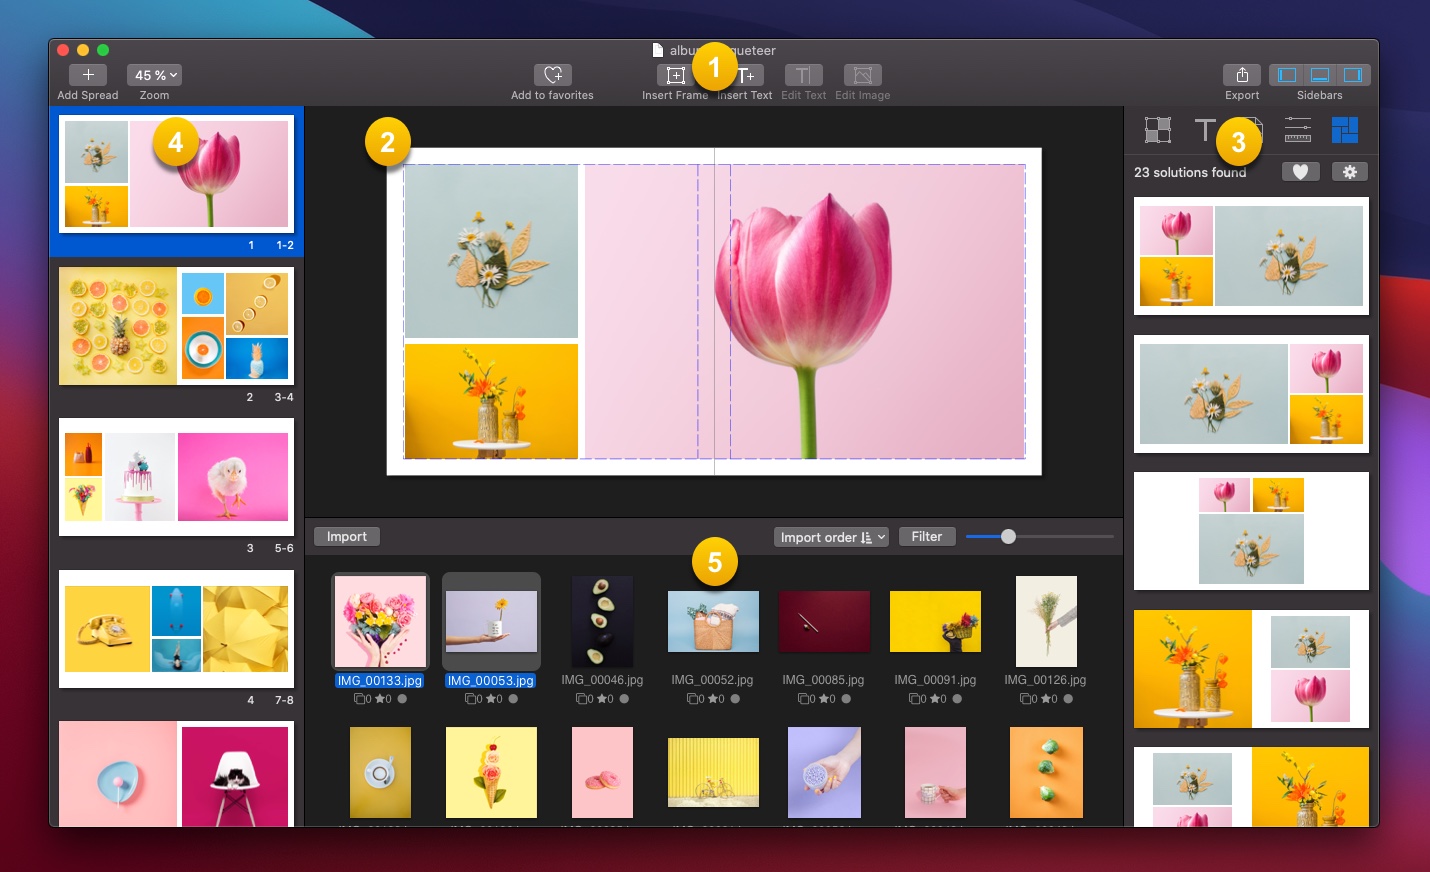 album
queteer
1
45 %
Add Spread
Zoom
Add to favorites
Insert Frame
Insert Text
Edit Text
Edit Image
Export
Sidebars
4
2
3
23 solutions found
1 1-2
2 3-4
3 5-6
4 7-8
Import
Import order
Filter
5
IMG_00133.jpg
IMG_00053.jpg
IMG_00046.jpg
IMG_00052.jpg
IMG_00085.jpg
IMG_00091.jpg
IMG_00126.jpg
0 0
0 0
0 0
0 0
0 0
0 0
0 0